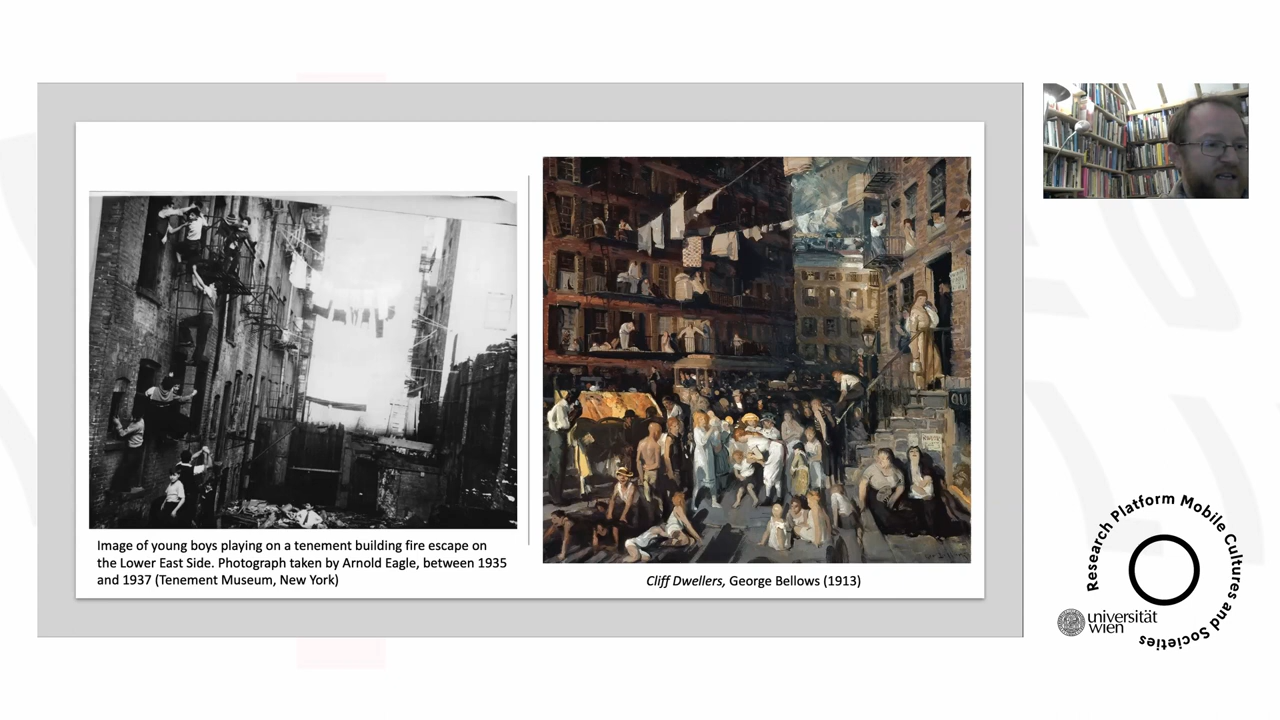 Image of young boys playing on a tenement building fire escape on
the Lower East Side. Photograph taken by Arnold Eagle, between 1935
and 1937 (Tenement Museum, New York)
Cliff Dwellers, George Bellows (1913)
Research Platform Mobile Cultures and Societies
universität
wien